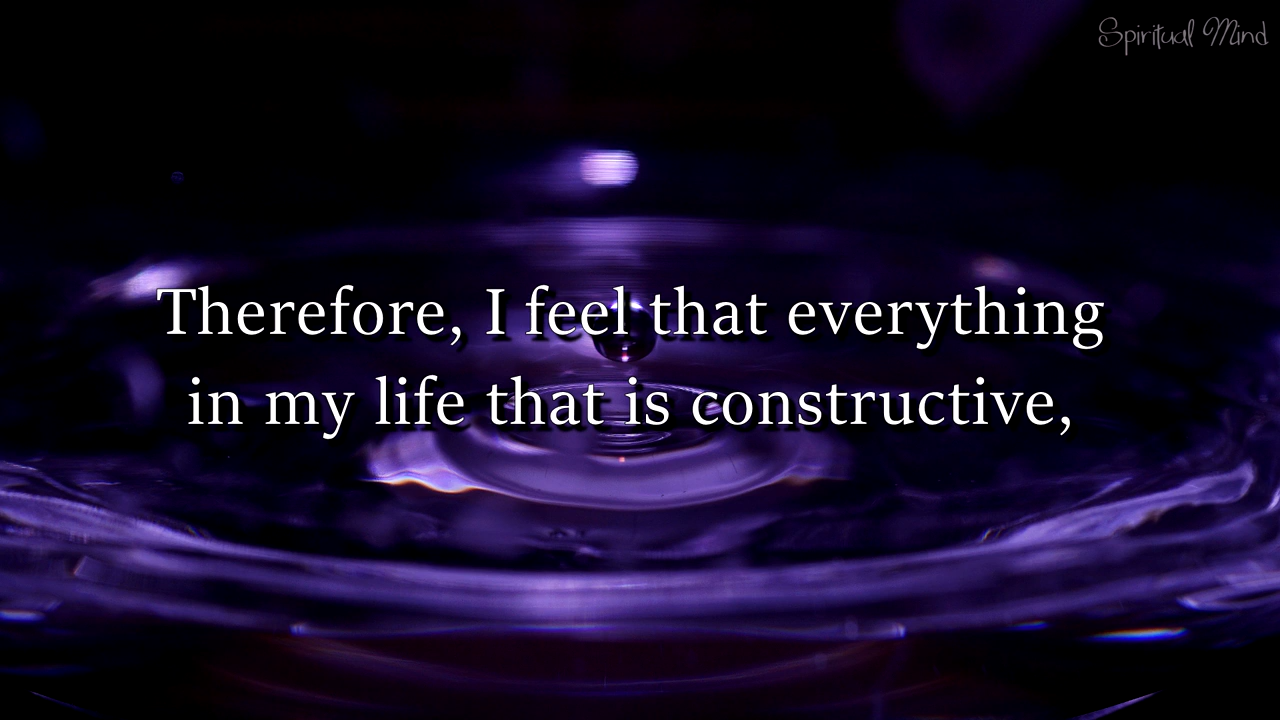 Spiritual Mind
Therefore, I feel that everything
in my life that is constructive,